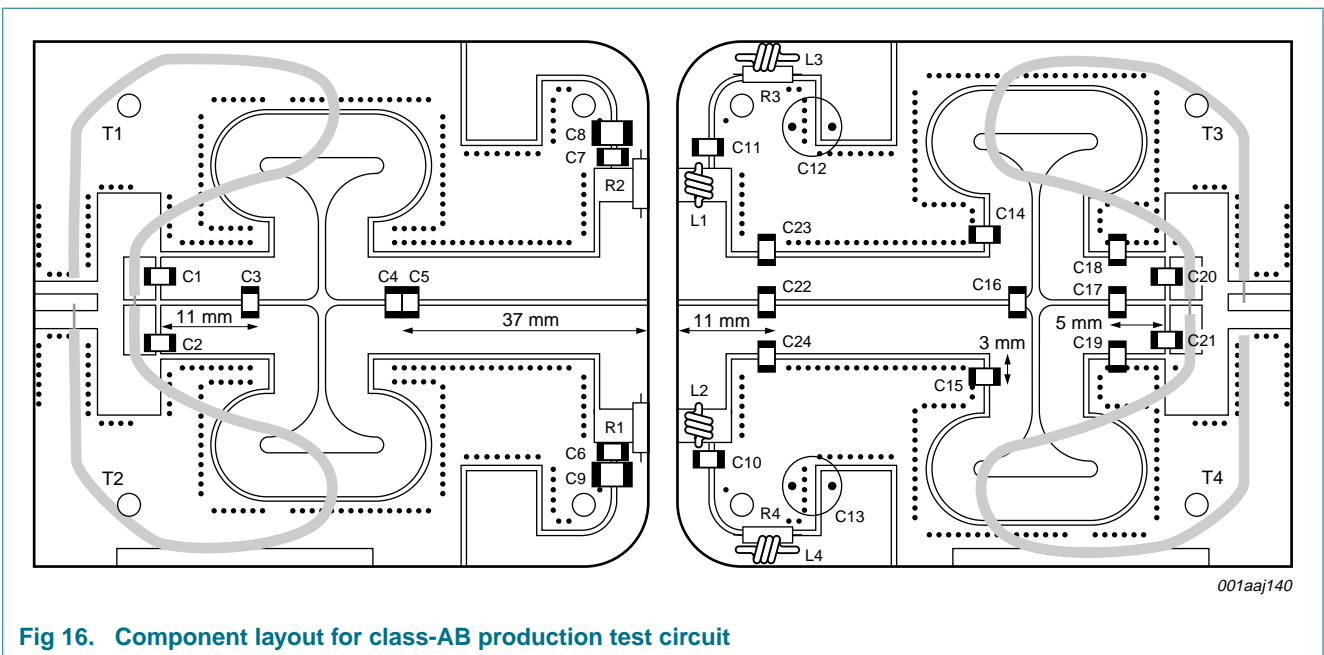 L3
R3
T1
T3
C8
C7
C11
C12
R2
L1
C14
C23
C18
C20
C1
C3
C4 C5
C22
C16
C17
11 mm
37 mm
11 mm
5 mm
C2
C24
3 mm
C19
C21
C15
L2
R1
C6
C9
C10
T2
T4
R4
C13
L4
001aaj140
Fig 16. Component layout for class-AB production test circuit